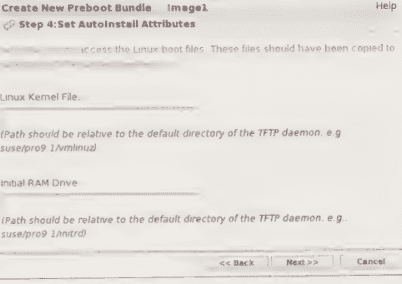 Create New Preboot Bundle Image1
Help
Step 4: Set AutoInstall Attributes
access the Linux boot files. These files should have been copied to
Linux Kernel File.
(Path should be relative to the default directory of the TFTP daemon. e.g
suse/pro9 1/vmlinuz)
Initial RAM Drive
(Path should be relative to the default directory of the TFTP daemon, e.g..
suse/pro9 1/initrd)
<< Back
Next >>
Cancel